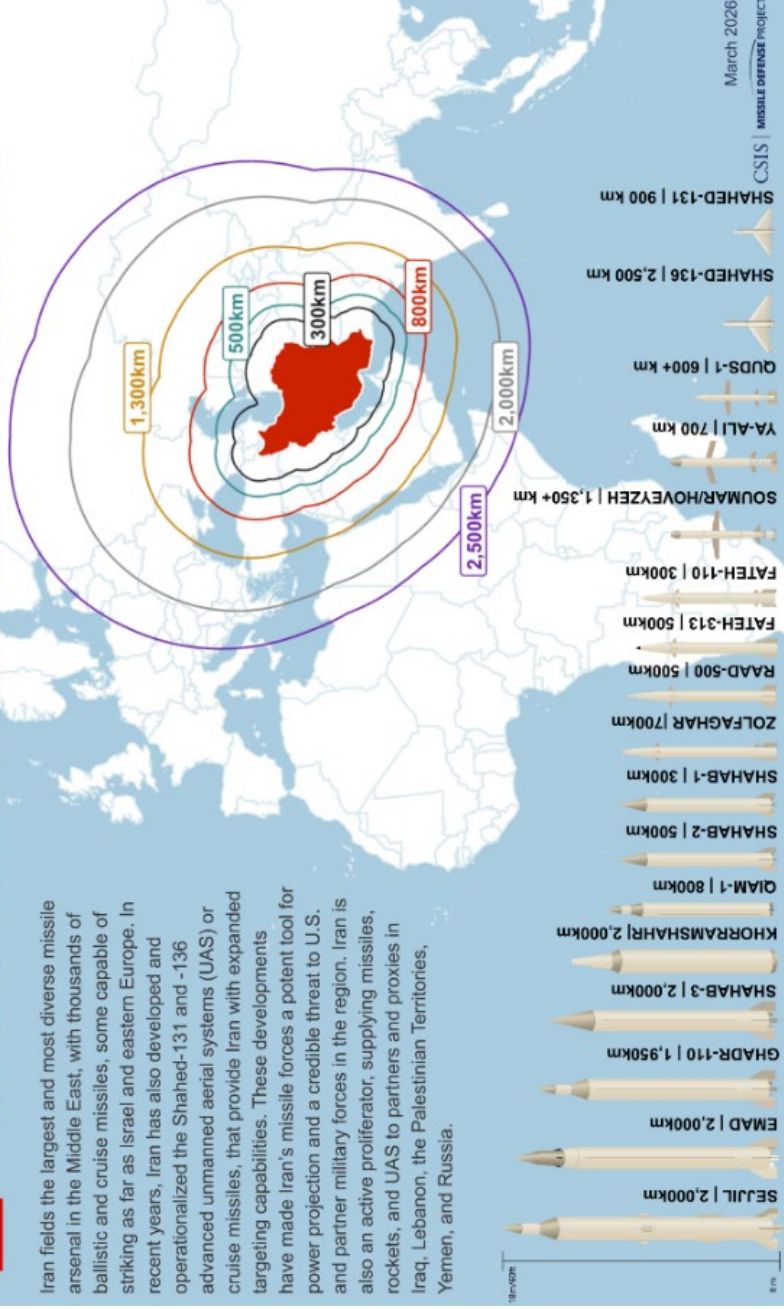 Iran fields the largest and most diverse missile
arsenal in the Middle East, with thousands of
ballistic and cruise missiles, some capable of
striking as far as Israel and eastern Europe. In
recent years, Iran has also developed and
operationalized the Shahed-131 and -136
advanced unmanned aerial systems (UAS) or
cruise missiles, that provide Iran with expanded
targeting capabilities. These developments
have made Iran's missile forces a potent tool for
power projection and a credible threat to U.S.
and partner military forces in the region. Iran is
also an active proliferator, supplying missiles,
rockets, and UAS to partners and proxies in
Iraq, Lebanon, the Palestinian Territories,
Yemen, and Russia.
1,300km
500km
300km
800km
2,000km
2,500km
SEJJIL | 2,000km
EMAD | 2,000km
GHADR-110 | 1,950km
SHAHAB-3 | 2,000km
KHORRAMSHAHR| 2,000km
QIAM-1 | 800km
SHAHAB-2 | 500km
SHAHAB-1 | 300km
ZOLFAGHAR |700km
RAAD-500 | 500km
FATEH-313 | 500km
FATEH-110 | 300km
SOUMAR/HOVEYZEH | 1,350+ km
YA-ALI | 700 km
QUDS-1 | 600+ km
SHAHED-136 | 2,500 km
SHAHED-131 | 900 km
0 m
March 2026
CSIS | MISSILE DEFENSE PROJECT